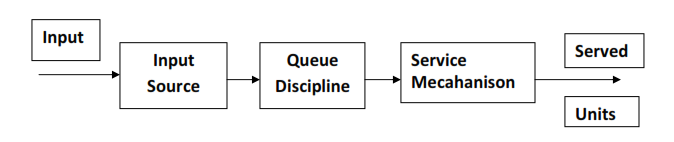 Input
Input
Source
Queue
Discipline
Service
Mecahanison
Served
Units